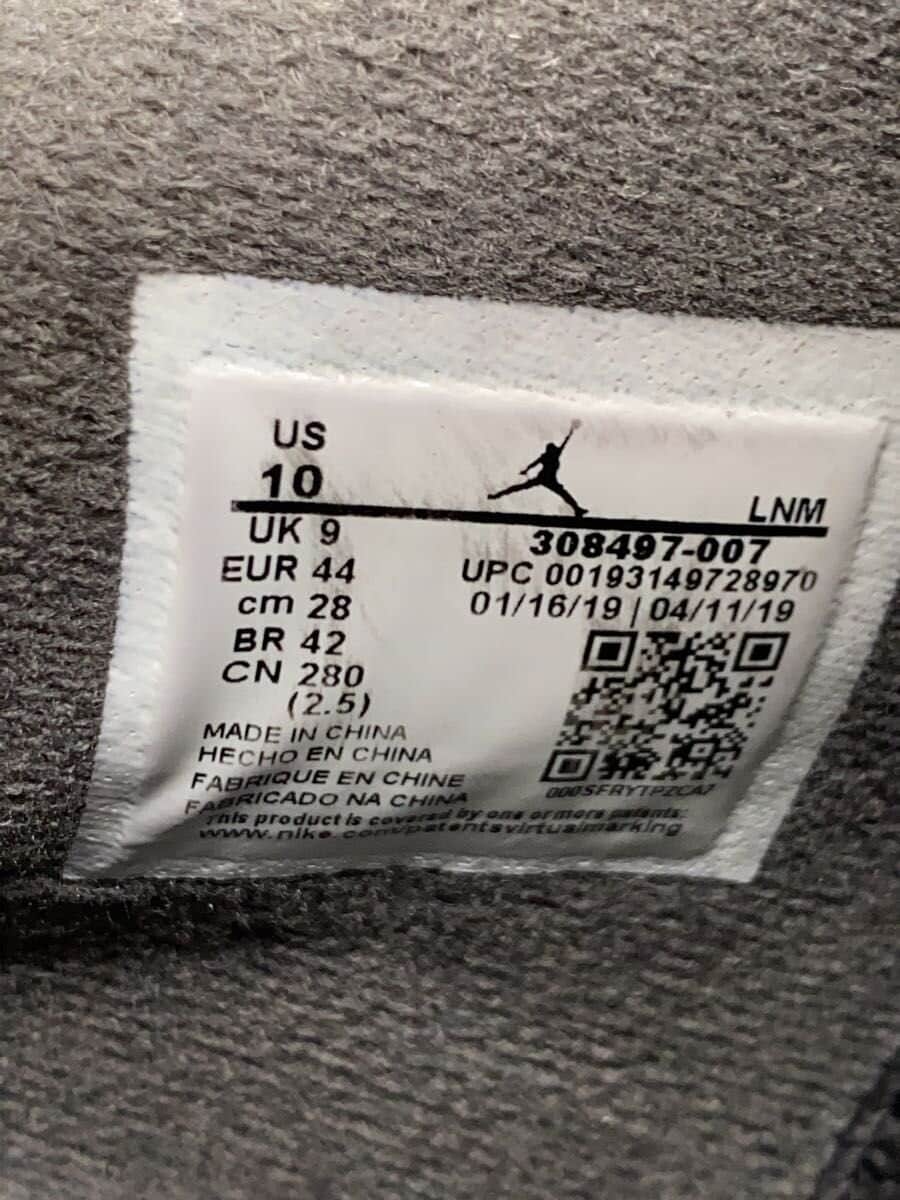 US
10
LNM
UK 9
EUR 44
cm 28
BR 42
CN 280
(2.5)
308497-007
UPC 00193149728970
01/16/19 | 04/11/19
MADE IN CHINA
HECHO EN CHINA
FABRIQUE EN CHINE
FABRICADO NA CHINA
This product is covered by one or more patents:
www.nike.com/patentsvirtualmarking